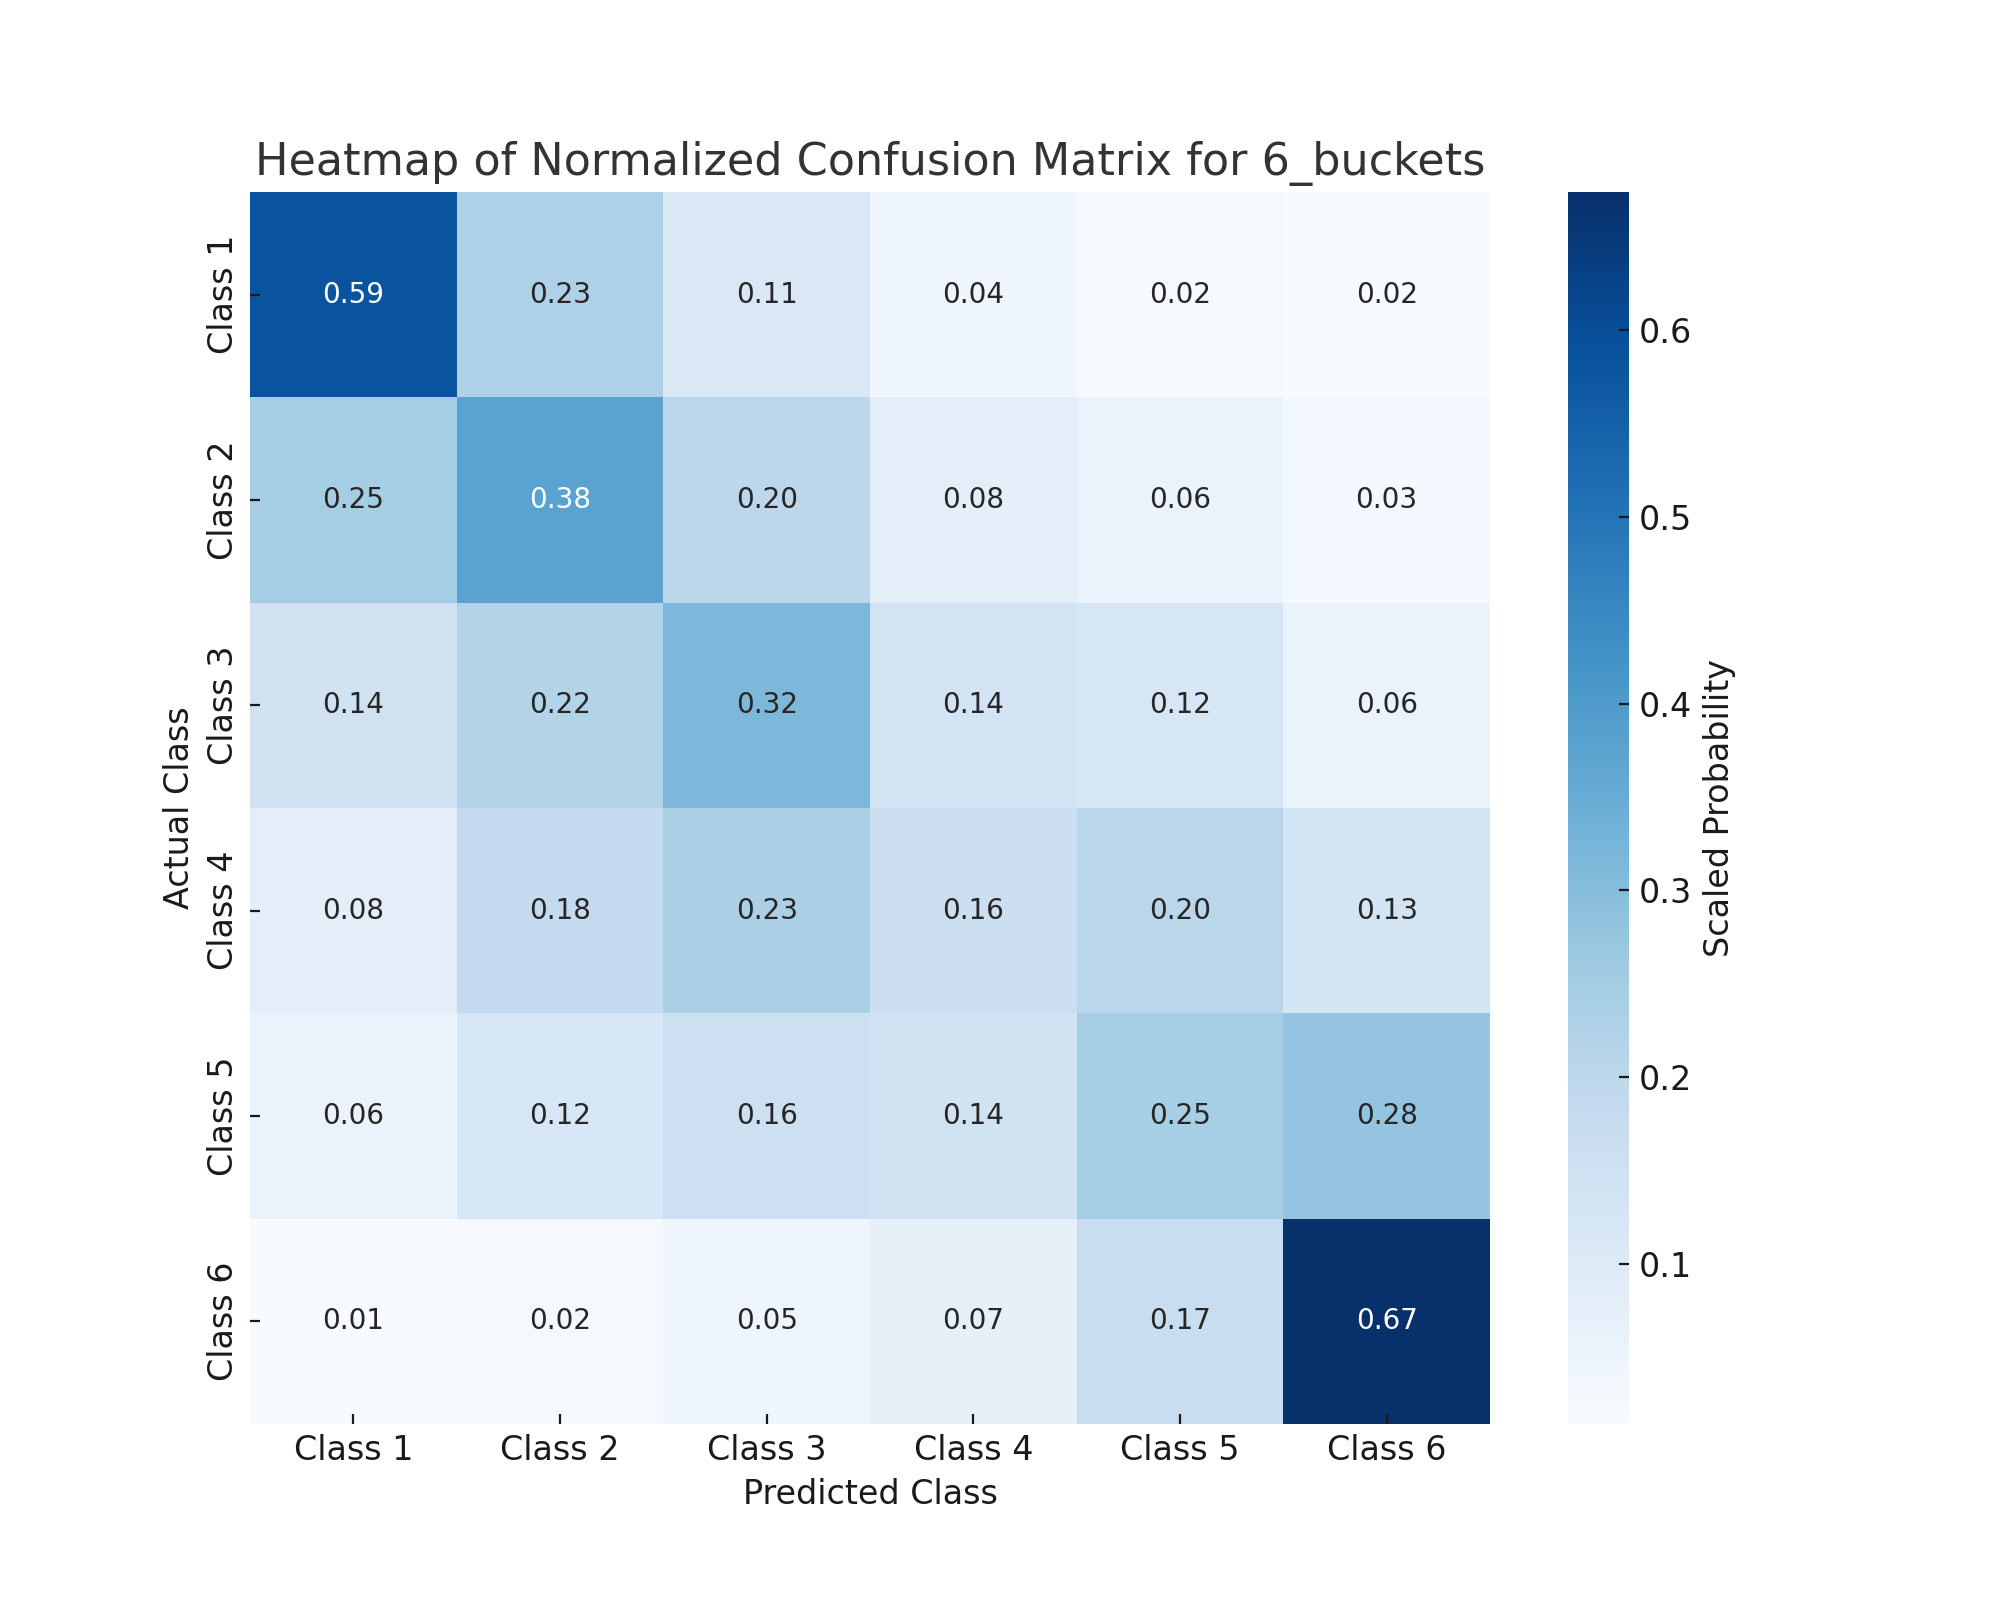 Heatmap of Normalized Confusion Matrix for 6_buckets
Class 1
0.59 0.23 0.11 0.04 0.02 0.02
Class 2
0.25 0.38 0.20 0.08 0.06 0.03
Class 3
0.14 0.22 0.32 0.14 0.12 0.06
Class 4
0.08 0.18 0.23 0.16 0.20 0.13
Class 5
0.06 0.12 0.16 0.14 0.25 0.28
Class 6
0.01 0.02 0.05 0.07 0.17 0.67
Actual Class
Class 1 Class 2 Class 3 Class 4 Class 5 Class 6
Predicted Class
0.6
0.5
0.4
0.3
0.2
0.1
Scaled Probability